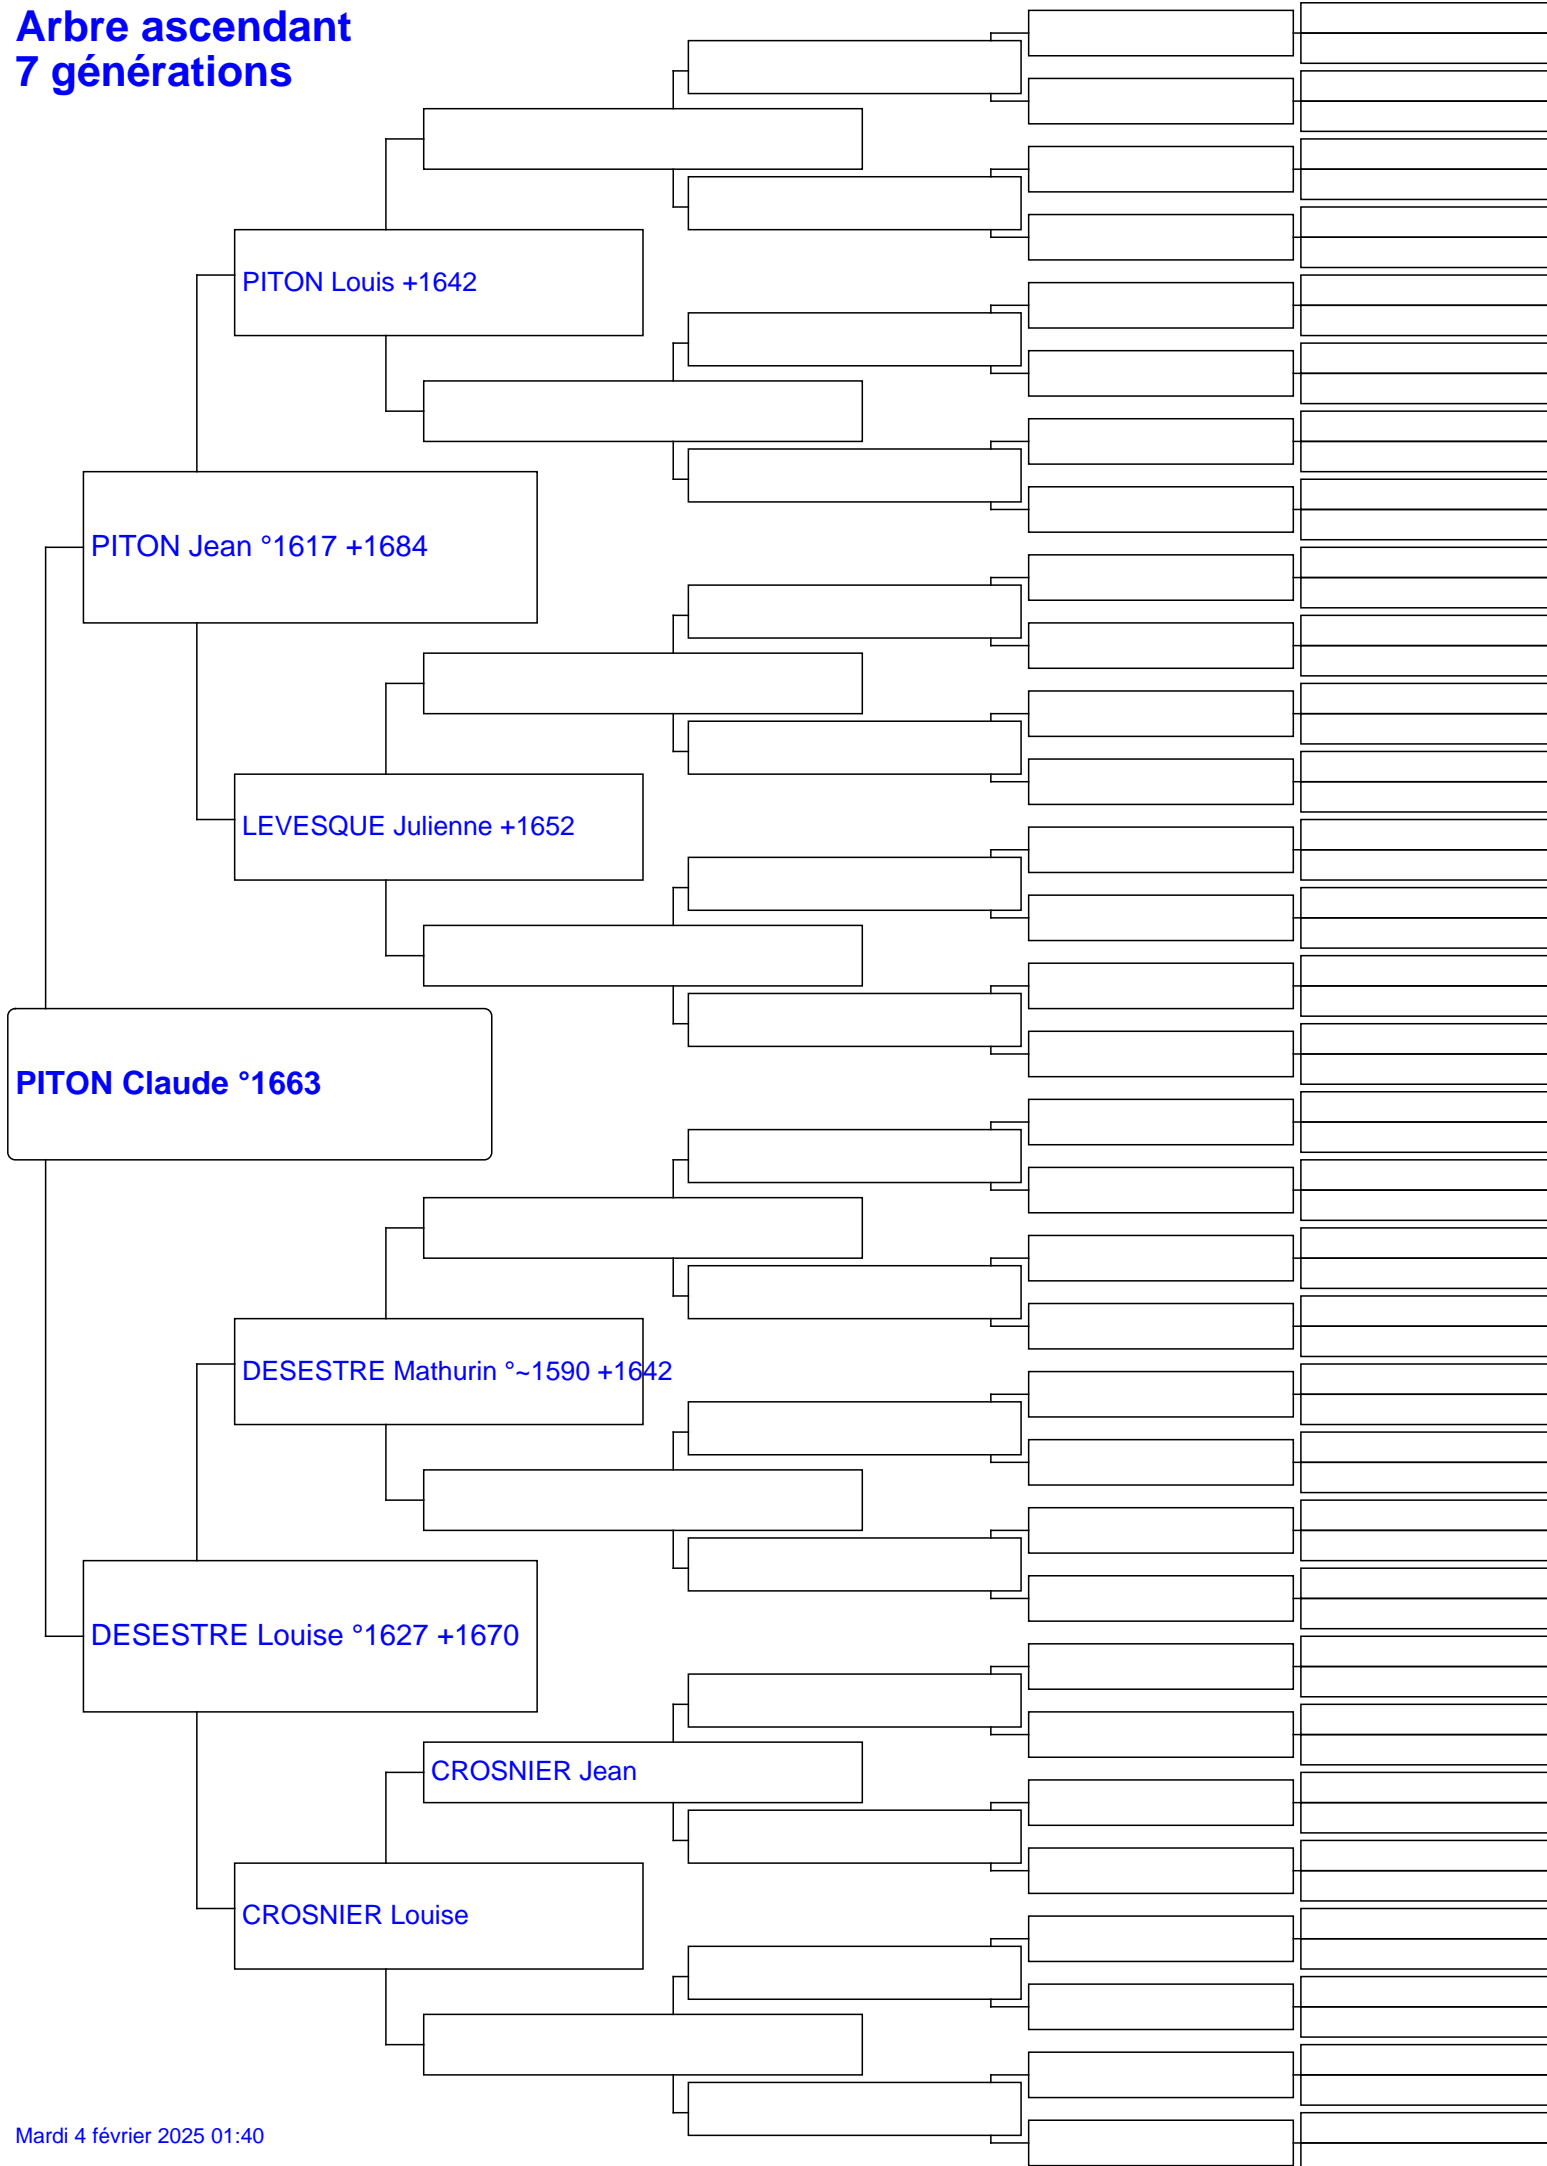 Arbre ascendant
7 générations
PITON Louis +1642
PITON Jean °1617 +1684
LEVESQUE Julienne +1652
PITON Claude °1663
DESESTRE Mathurin °~1590 +1642
DESESTRE Louise °1627 +1670
CROSNIER Jean
CROSNIER Louise
Mardi 4 février 2025 01:40